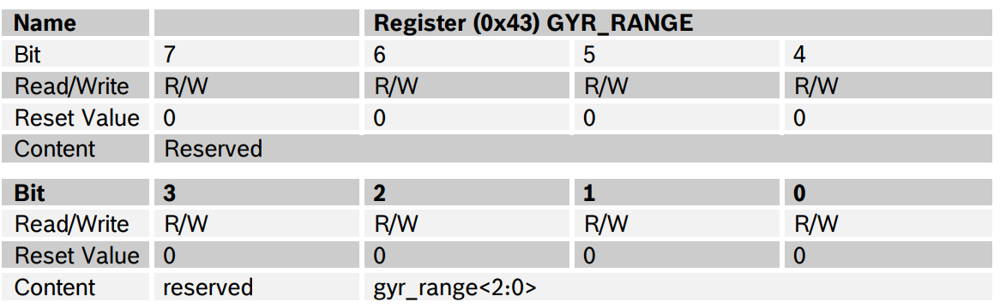 Name Register (0x43) GYR_RANGE
Bit 7 6 5 4
Read/Write R/W R/W R/W R/W
Reset Value 0 0 0 0
Content Reserved
Bit 3 2 1 0
Read/Write R/W R/W R/W R/W
Reset Value 0 0 0 0
Content reserved gyr_range<2:0>